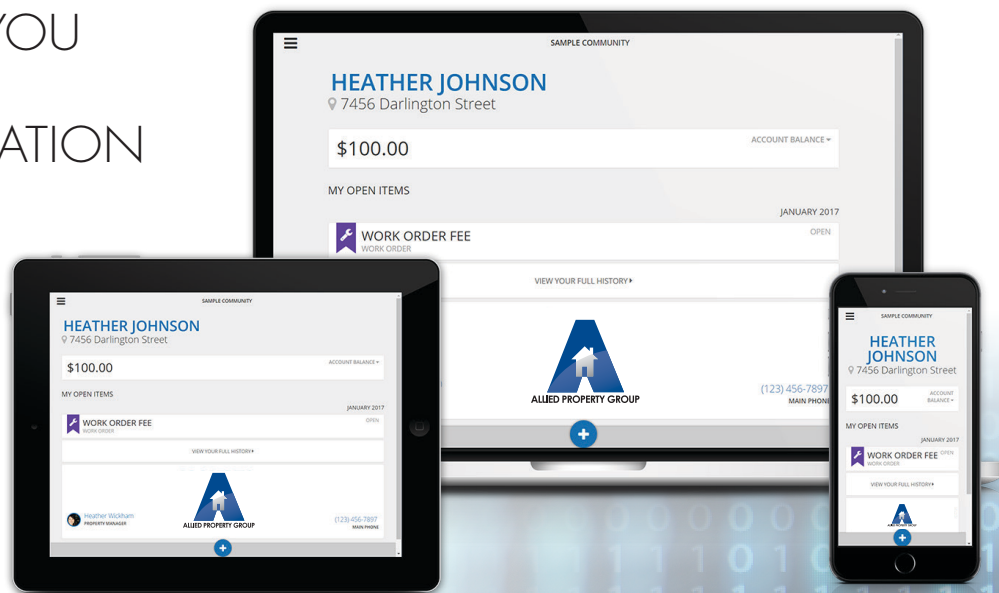 YOU
ATION
SAMPLE COMMUNITY
HEATHER JOHNSON
7456 Darlington Street
$100.00
ACCOUNT BALANCE
MY OPEN ITEMS
JANUARY 2017
WORK ORDER FEE
OPEN
WORK ORDER
VIEW YOUR FULL HISTORY
ALLIED PROPERTY GROUP
(123) 456-7897
MAIN PHONE
SAMPLE COMMUNITY
HEATHER JOHNSON
7456 Darlington Street
$100.00
ACCOUNT BALANCE
MY OPEN ITEMS
JANUARY 2017
WORK ORDER FEE
OPEN
WORK ORDER
VIEW YOUR FULL HISTORY
Heather Wickham
PROPERTY MANAGER
ALLIED PROPERTY GROUP
(123) 456-7897
MAIN PHONE
SAMPLE COMMUNITY
HEATHER
JOHNSON
7456 Darlington Street
$100.00
ACCOUNT
BALANCE
MY OPEN ITEMS
JANUARY 2017
WORK ORDER FEE
OPEN
WORK ORDER
VIEW YOUR FULL HISTORY
ALLIED PROPERTY GROUP